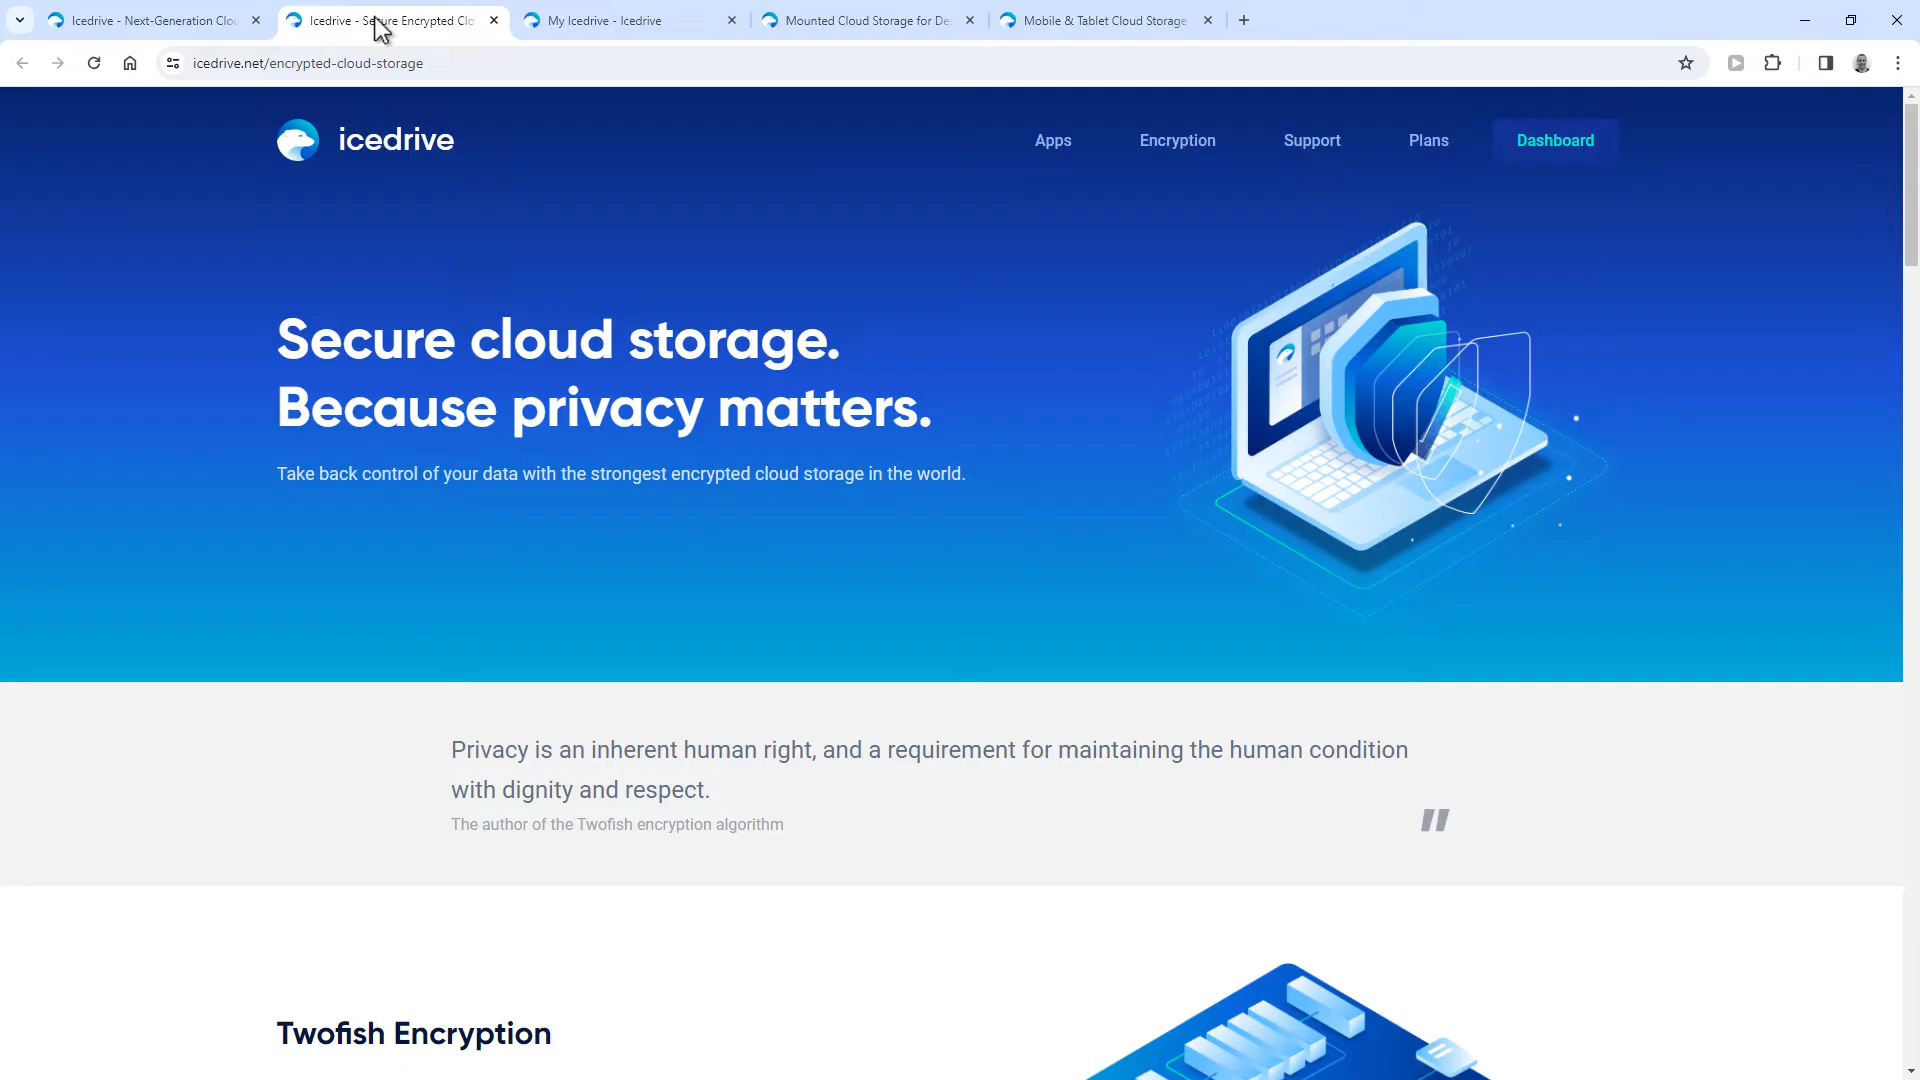 Icedrive - Next-Generation Clou
Icedrive - Secure Encrypted Clo
My Icedrive - Icedrive
Mounted Cloud Storage for De
Mobile & Tablet Cloud Storage
icedrive.net/encrypted-cloud-storage
icedrive
Apps
Encryption
Support
Plans
Dashboard
Secure cloud storage.
Because privacy matters.
Take back control of your data with the strongest encrypted cloud storage in the world.
Privacy is an inherent human right, and a requirement for maintaining the human condition
with dignity and respect.
The author of the Twofish encryption algorithm
"
Twofish Encryption